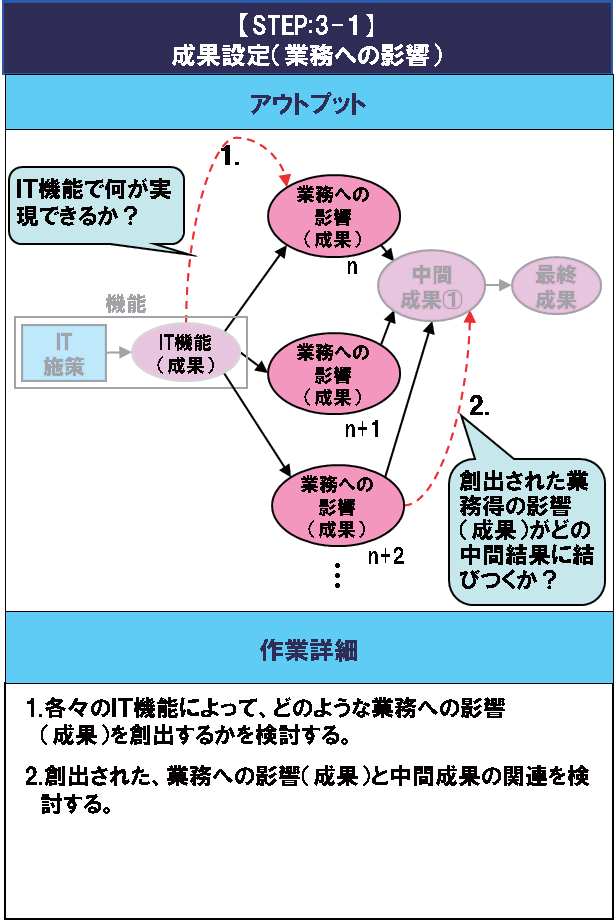 【STEP:3-1】
成果設定(業務への影響)
アウトプット
1.
IT機能で何が実
現できるか?
業務への
影響
(成果)
n
中間
成果①
最終
成果
機能
IT
施策
IT機能
(成果)
業務への
影響
(成果)
n+1
2.
業務への
影響
(成果)
n+2
⋮
創出された業
務得の影響
(成果)がどの
中間結果に結
びつくか?
作業詳細
1.各々のIT機能によって、どのような業務への影響
(成果)を創出するかを検討する。
2.創出された、業務への影響(成果)と中間成果の関連を検
討する。